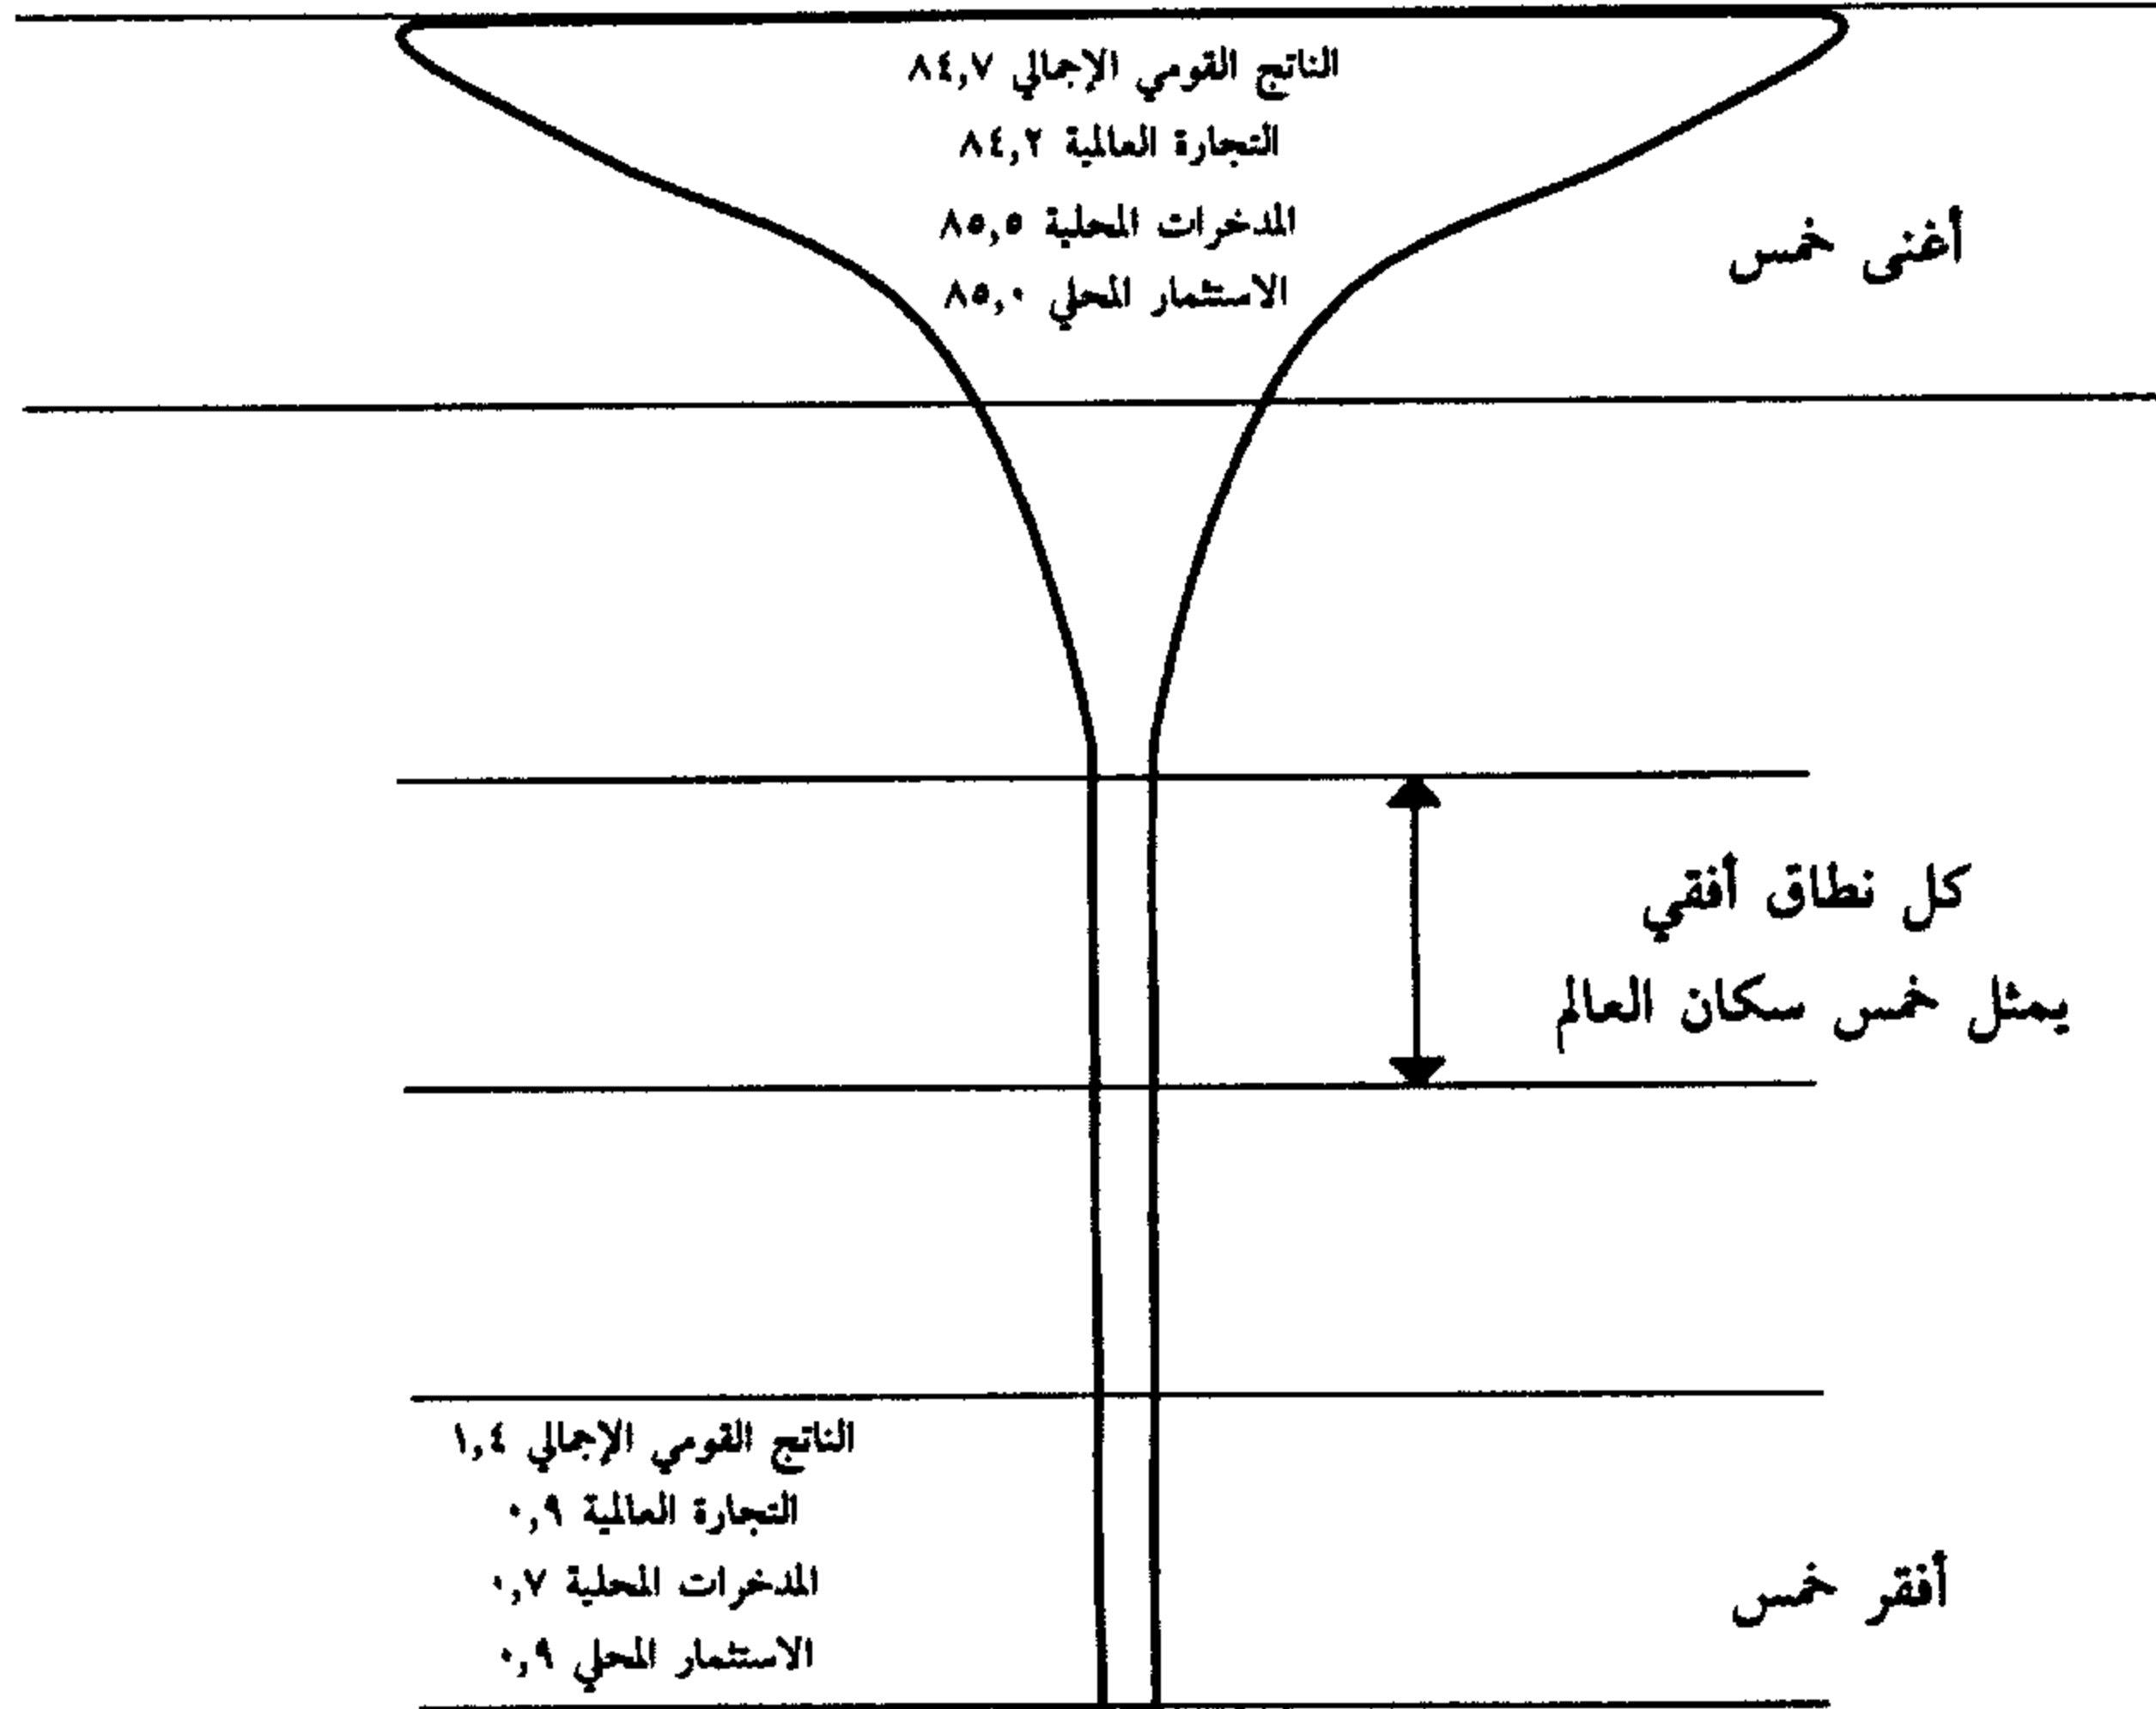 الناتج القومي الإجمالي ٨٤,٧
التجارة العالمية ٨٤,٢
المدخرات المحلية ٨٥,٥
الاستثمار المحلي ٨٥,٠
أغنى خمس
كل نطاق أفقي
يمثل خمس سكان العالم
الناتج القومي الإجمالي ١,٤
التجارة العالمية ٠,٩
المدخرات المحلية ٠,٧
الاستثمار المحلي ٠,٩
أفقر خمس